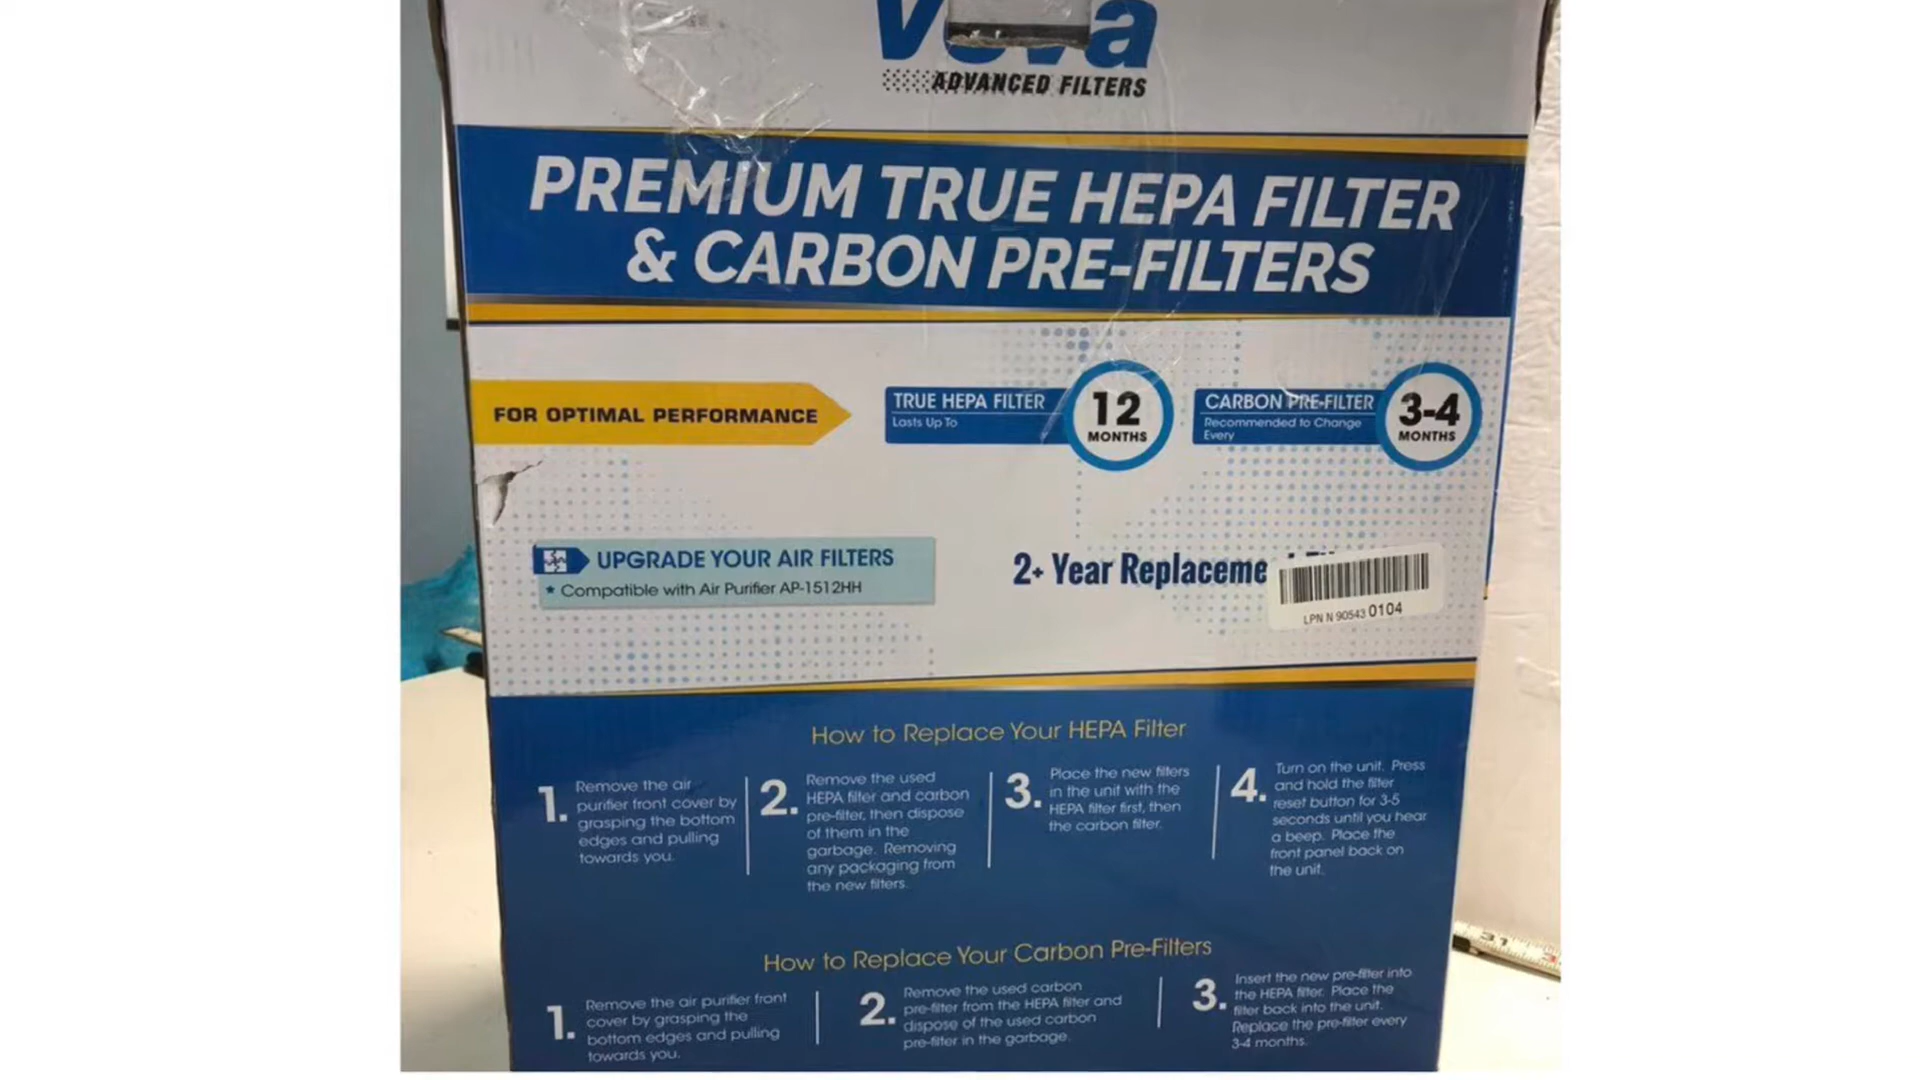 ADVANCED FILTERS
PREMIUM TRUE HEPA FILTER
& CARBON PRE-FILTERS
FOR OPTIMAL PERFORMANCE
TRUE HEPA FILTER
Lasts Up To
12
MONTHS
CARBON PRE-FILTER
Recommended to Change
Every
3-4
MONTHS
UPGRADE YOUR AIR FILTERS
* Compatible with Air Purifier AP-1512HH
2+ Year
LPN N 90543 0104
How to Replace Your HEPA Filter
1.
Remove the air
purifier front cover by
grasping the bottom
edges and pulling
towards you.
2.
Remove the used
HEPA filter and carbon
pre-filter, then dispose
of them in the
garbage. Removing
any packaging from
the new filters.
3.
Place the new filters
in the unit with the
HEPA filter first, then
the carbon filter.
4.
Turn on the unit. Press
and hold the filter
reset button for 3-5
seconds until you hear
a beep. Place the
front panel back on
the unit.
How to Replace Your Carbon Pre-Filters
1.
Remove the air purifier front
cover by grasping the
bottom edges and pulling
towards you.
2.
Remove the used carbon
pre-filter from the HEPA filter and
dispose of the used carbon
pre-filter in the garbage.
3.
Insert the new pre-filter into
the HEPA filter. Place the
filter back into the unit.
Replace the pre-filter every
3-4 months.
31